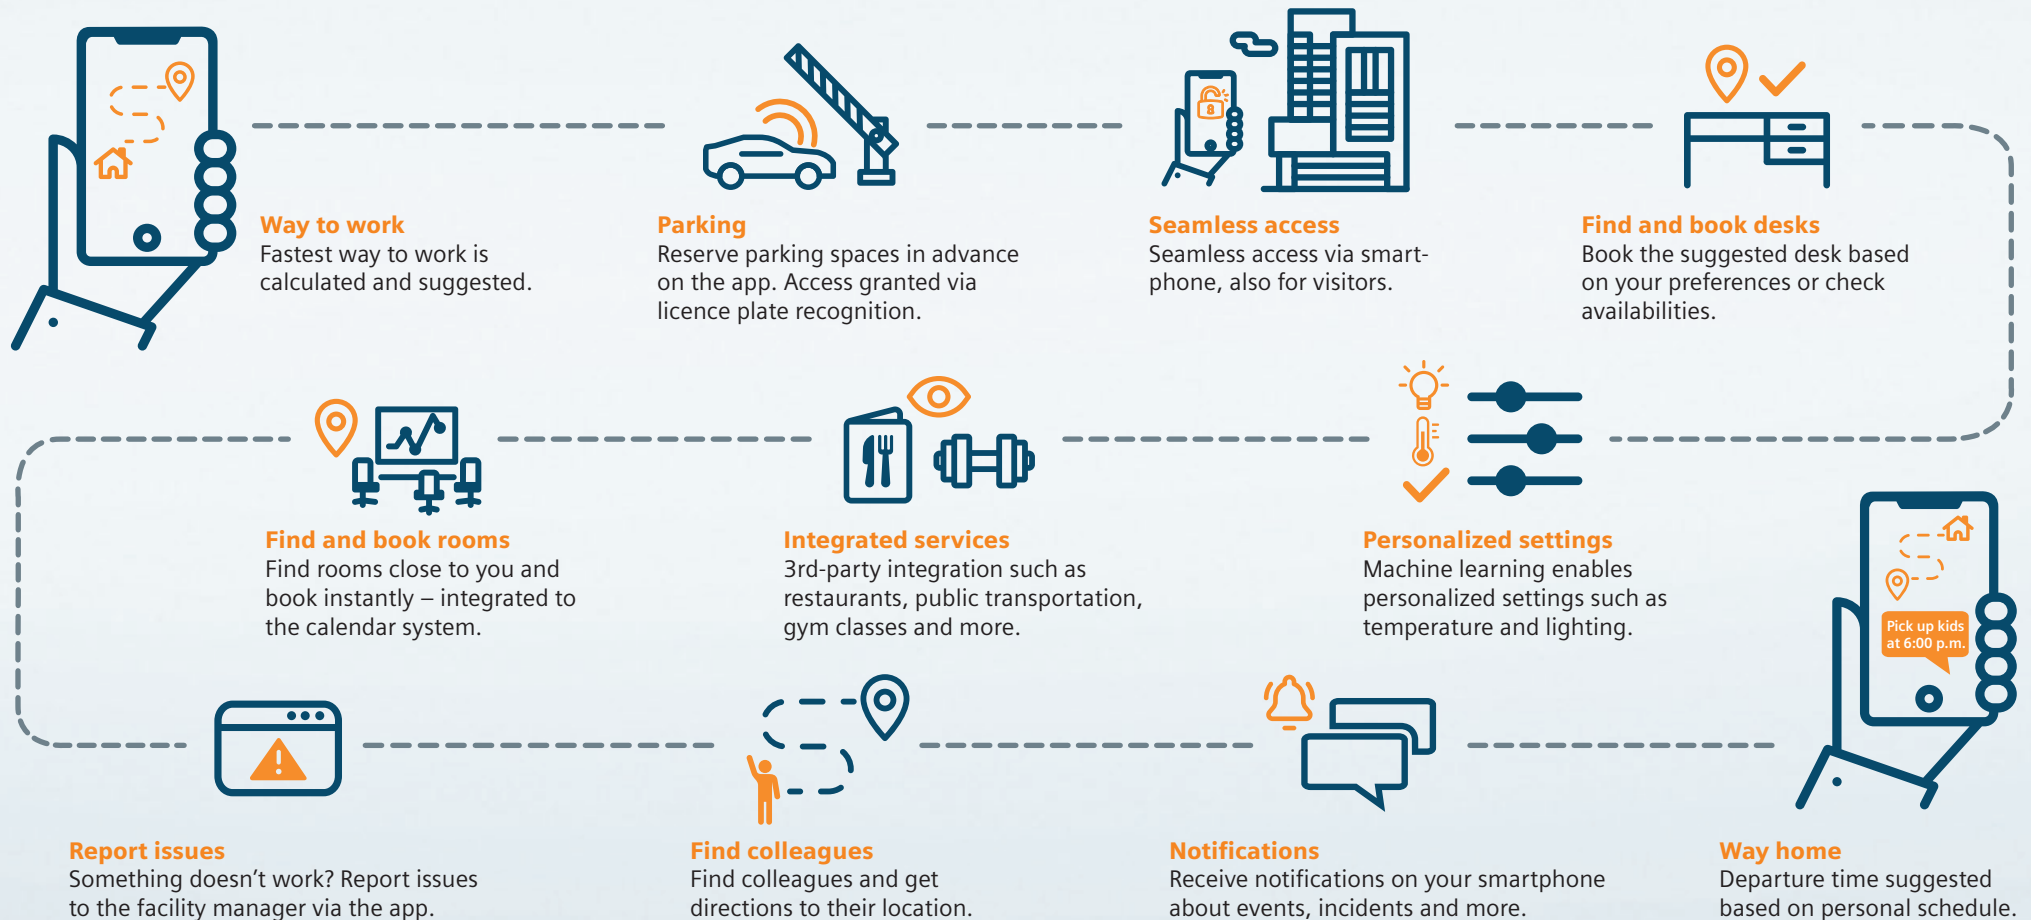 Way to work
Fastest way to work is
calculated and suggested.
Parking
Reserve parking spaces in advance
on the app. Access granted via
licence plate recognition.
Seamless access
Seamless access via smart-
phone, also for visitors.
Find and book desks
Book the suggested desk based
on your preferences or check
availabilities.
Find and book rooms
Find rooms close to you and
book instantly – integrated to
the calendar system.
Integrated services
3rd-party integration such as
restaurants, public transportation,
gym classes and more.
Personalized settings
Machine learning enables
personalized settings such as
temperature and lighting.
Pick up kids
at 6:00 p.m.
Report issues
Something doesn't work? Report issues
to the facility manager via the app.
Find colleagues
Find colleagues and get
directions to their location.
Notifications
Receive notifications on your smartphone
about events, incidents and more.
Way home
Departure time suggested
based on personal schedule.